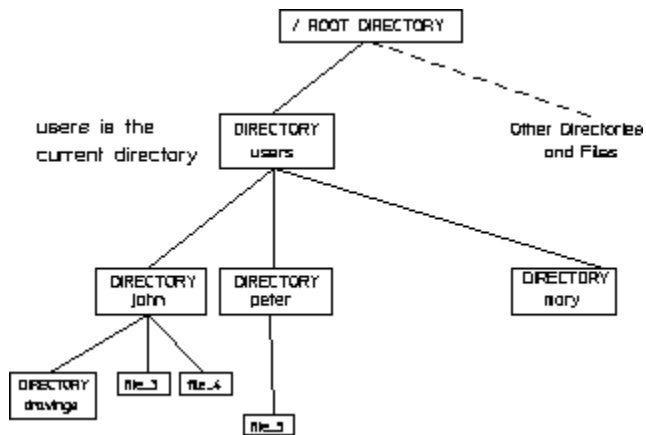 / ROOT DIRECTORY
users is the
current directory
DIRECTORY
users
Other Directories
and Files
DIRECTORY
john
DIRECTORY
peter
DIRECTORY
mary
DIRECTORY
drawings
file_3
file_4
file_5